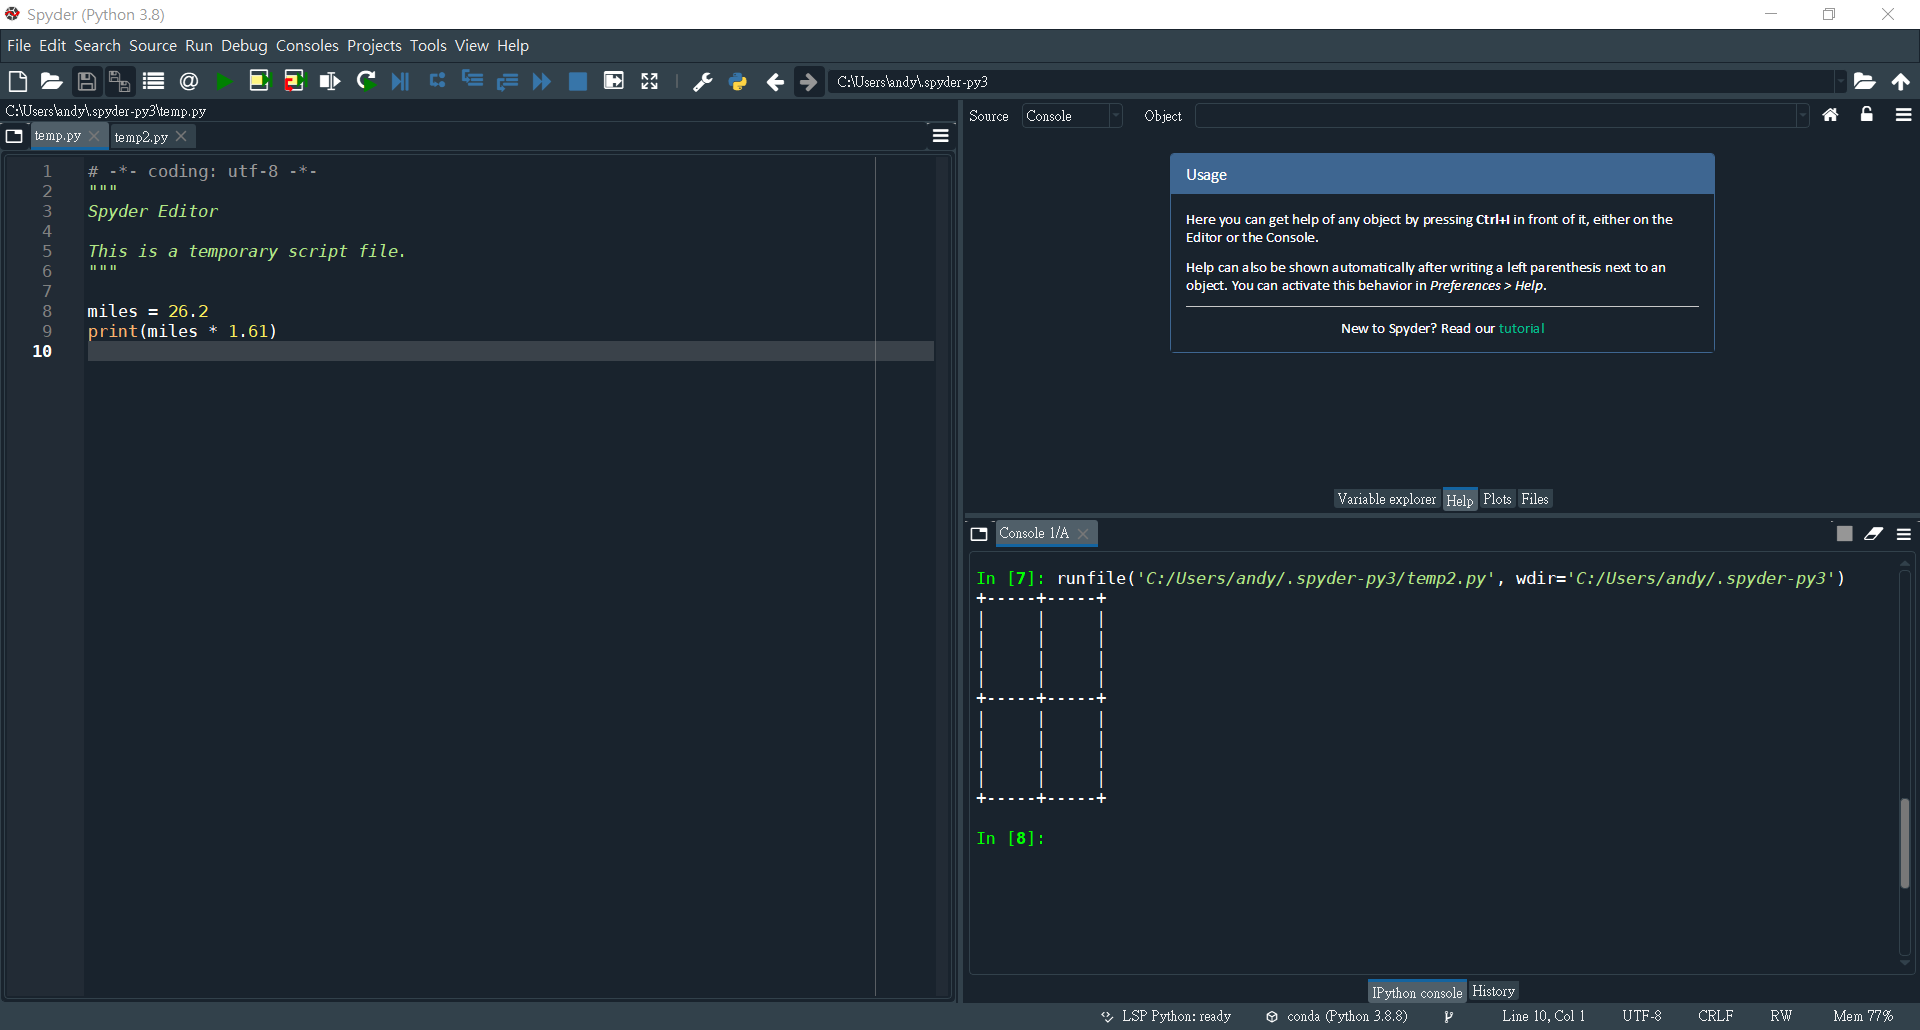 Spyder (Python 3.8)
File Edit Search Source Run Debug Consoles Projects Tools View Help
C:\Users\andy\.spyder-py3
C:\Users\andy\.spyder-py3\temp.py
temp.py temp2.py
1 # -*- coding: utf-8 -*-
2 """
3 Spyder Editor
4
5 This is a temporary script file.
6 """
7
8 miles = 26.2
9 print(miles * 1.61)
10
Source Console Object
Usage
Here you can get help of any object by pressing Ctrl+I in front of it, either on the
Editor or the Console.
Help can also be shown automatically after writing a left parenthesis next to an
object. You can activate this behavior in Preferences > Help.
New to Spyder? Read our tutorial
Variable explorer Help Plots Files
Console 1/A
In [7]: runfile('C:/Users/andy/.spyder-py3/temp2.py', wdir='C:/Users/andy/.spyder-py3')
+-----+-----+
|     |     |
|     |     |
|     |     |
|     |     |
+-----+-----+
|     |     |
|     |     |
|     |     |
|     |     |
+-----+-----+
In [8]:
IPython console History
LSP Python: ready conda (Python 3.8.8) Line 10, Col 1 UTF-8 CRLF RW Mem 77%